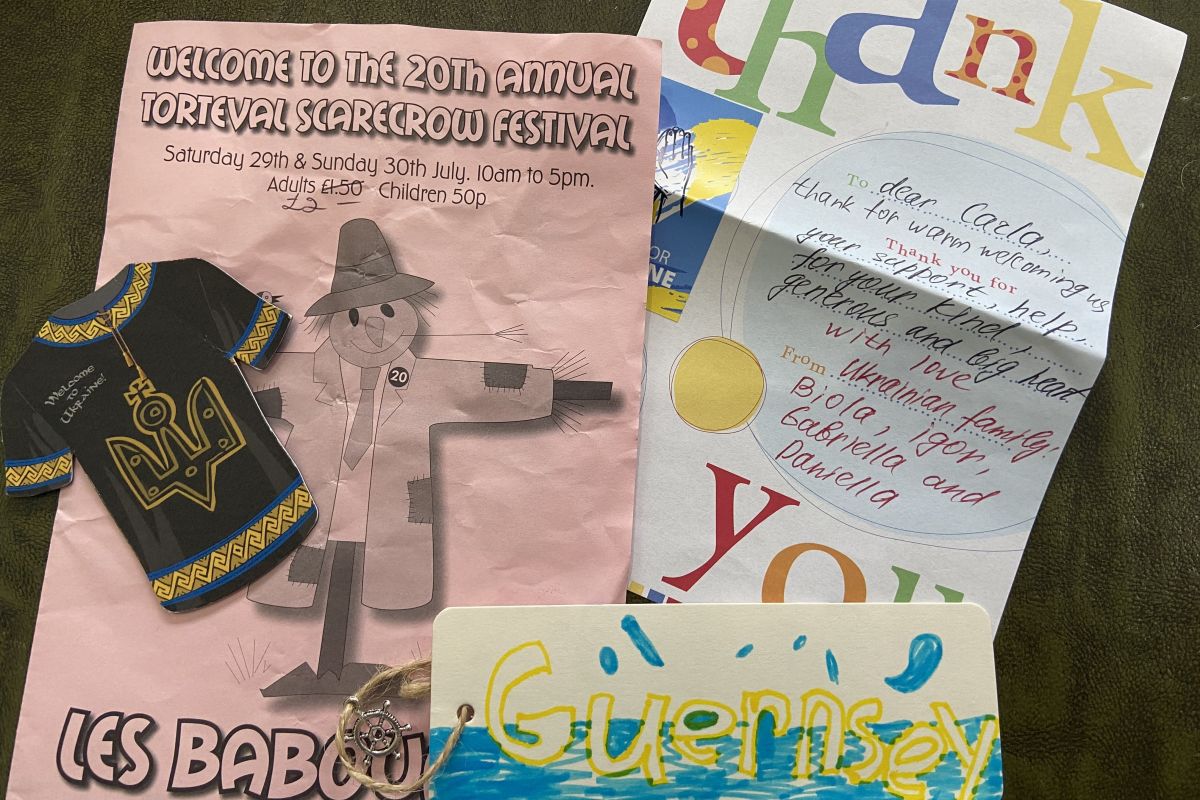 WELCOME TO THE 20Th ANNUAL
TORTEVAL SCARECROW FESTIVAL
Saturday 29th & Sunday 30th July. 10am to 5pm.
Adults £1.50 Children 50p
£2
20
LES BABOU
Welcome
to
Ukraine!
thank
To dear Carla,
thank for warm welcoming us
Thank you for
your support, help,
for your kind,
generous and big heart
with love
From Ukrainian family,
Biola, igor,
Gabriella and
Daniella
you
OR
NE
Guernsey